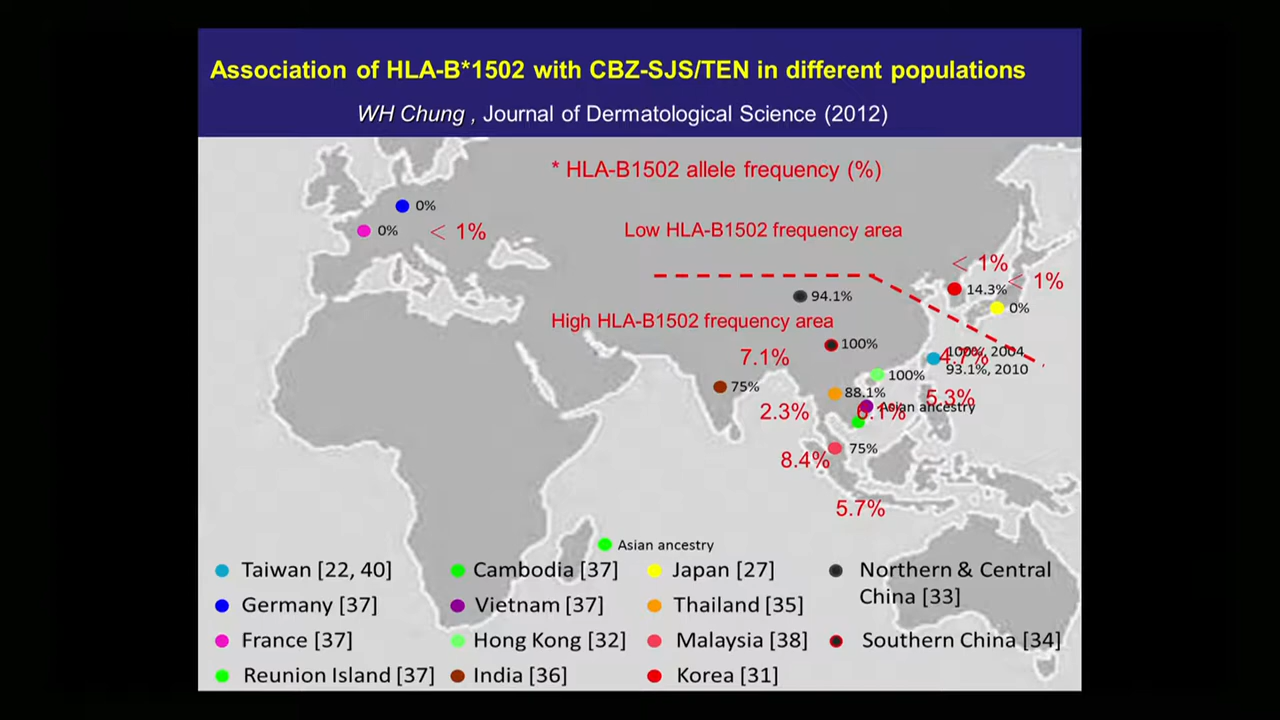 Association of HLA-B*1502 with CBZ-SJS/TEN in different populations
WH Chung , Journal of Dermatological Science (2012)
* HLA-B1502 allele frequency (%)
0%
0%
< 1%
Low HLA-B1502 frequency area
< 1%
< 1%
14.3%
0%
94.1%
High HLA-B1502 frequency area
100%
7.1%
100%, 2004
4.7%
93.1%, 2010
75%
100%
88.1%
5.3%
2.3%
6.1%
Asian ancestry
75%
8.4%
5.7%
Asian ancestry
Taiwan [22, 40]
Cambodia [37]
Japan [27]
Northern & Central
China [33]
Germany [37]
Vietnam [37]
Thailand [35]
France [37]
Hong Kong [32]
Malaysia [38]
Southern China [34]
Reunion Island [37]
India [36]
Korea [31]